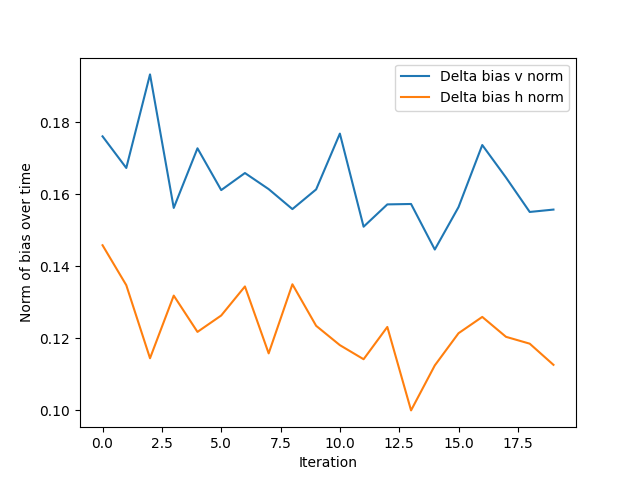 Delta bias v norm
Delta bias h norm
Norm of bias over time
0.18
0.16
0.14
0.12
0.10
0.0 2.5 5.0 7.5 10.0 12.5 15.0 17.5
Iteration